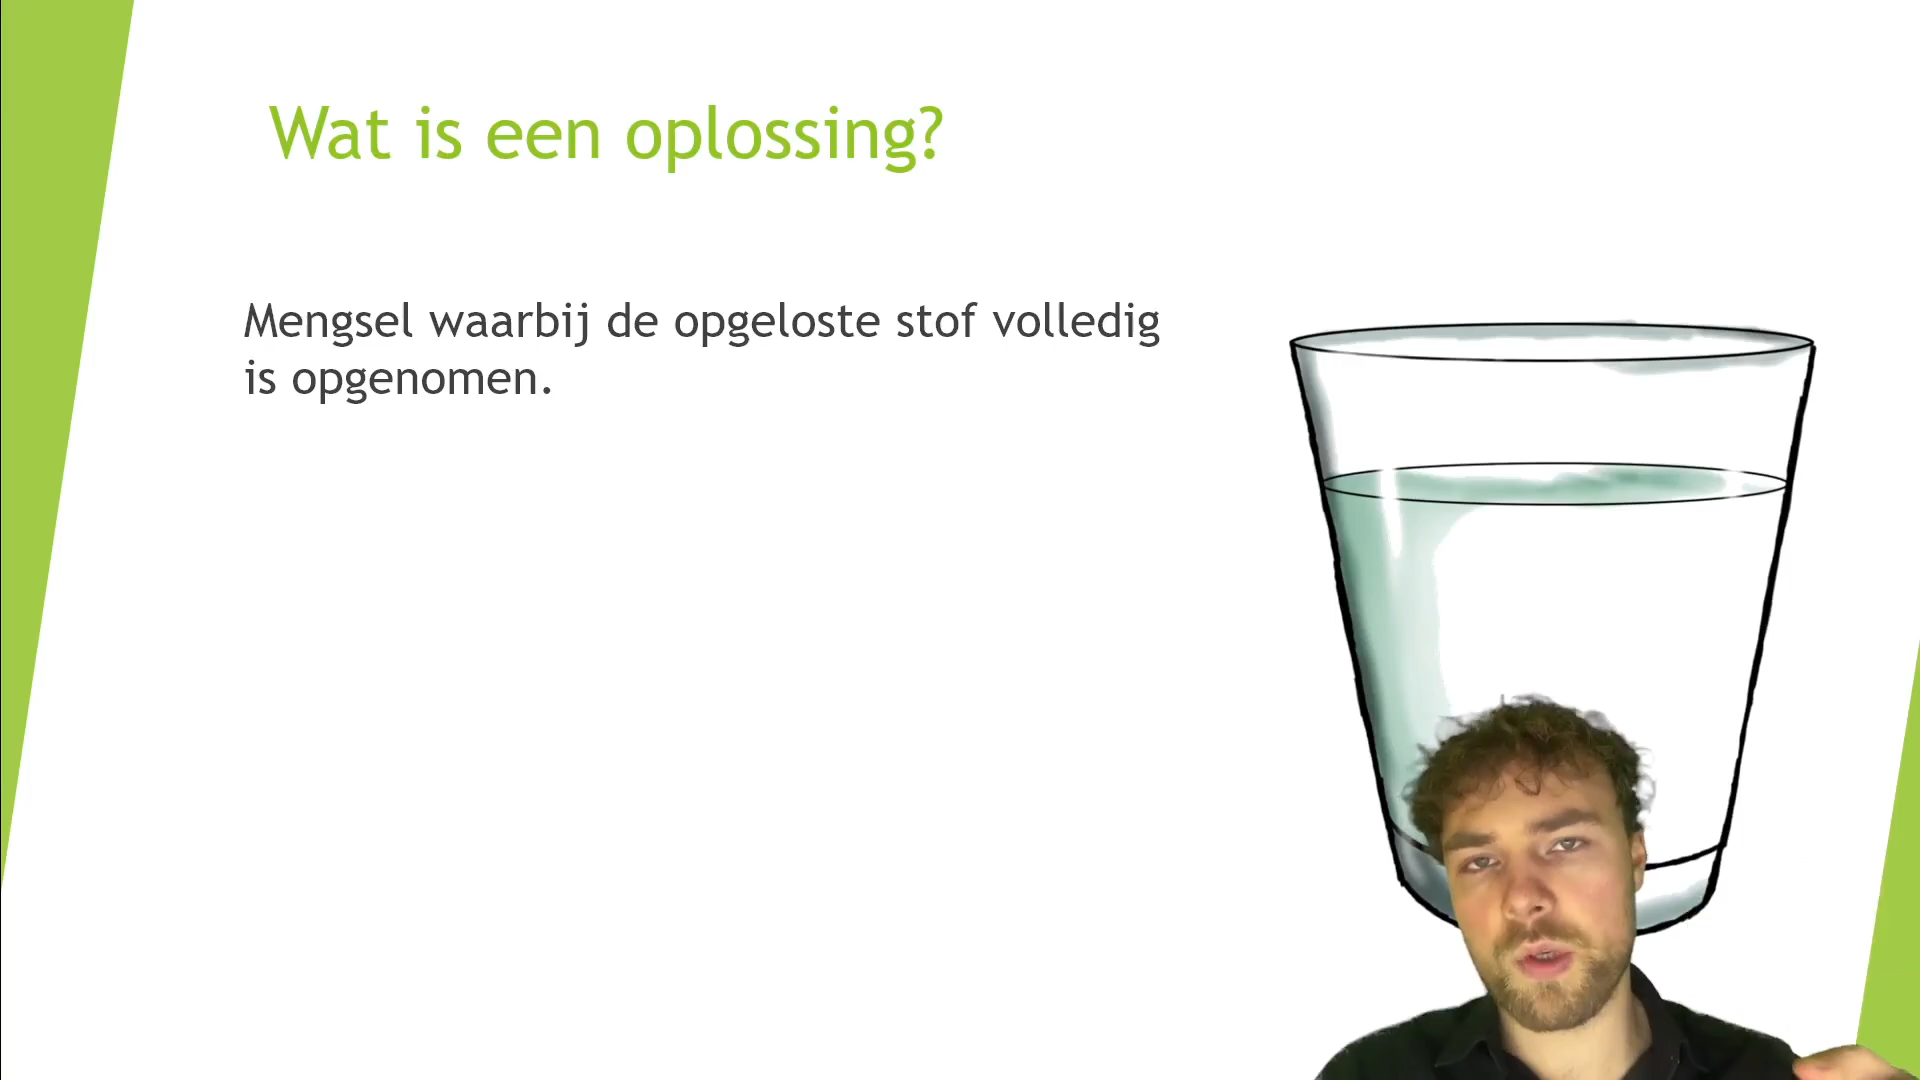 Wat is een oplossing?
Mengsel waarbij de opgeloste stof volledig
is opgenomen.